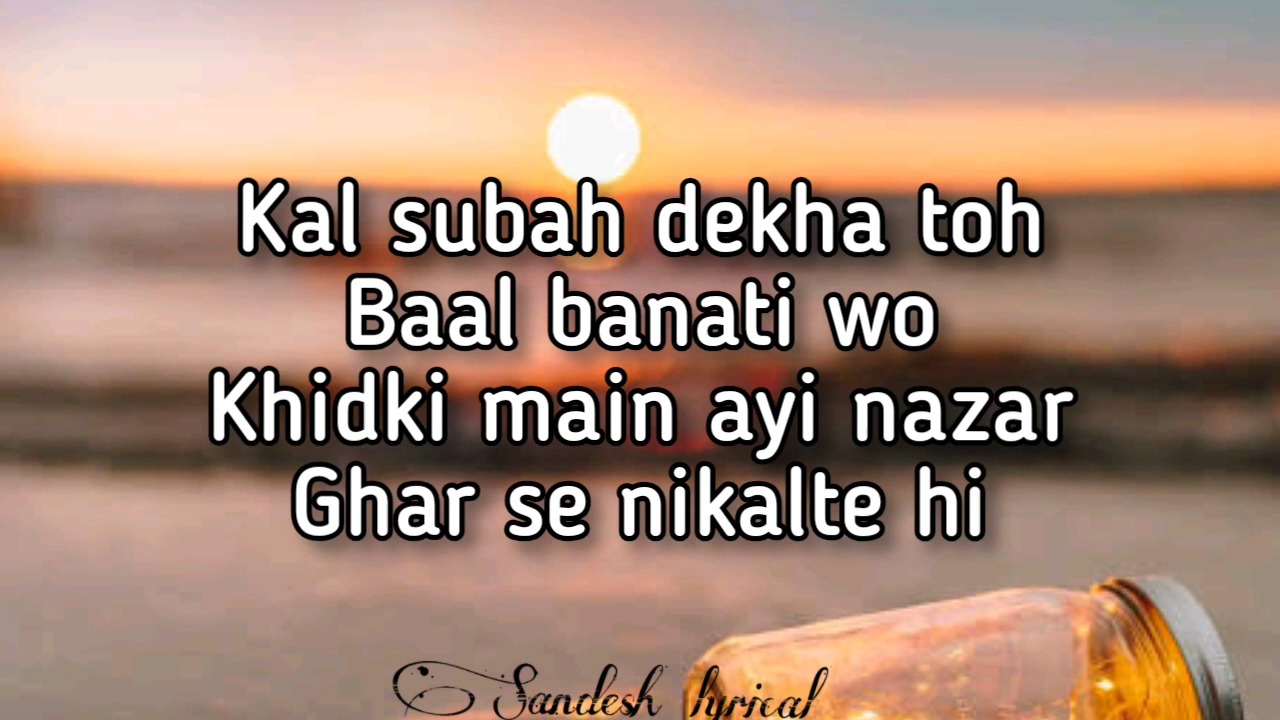 Kal subah dekha toh
Baal banati wo
Khidki main ayi nazar
Ghar se nikalte hi
Sandesh lyrical